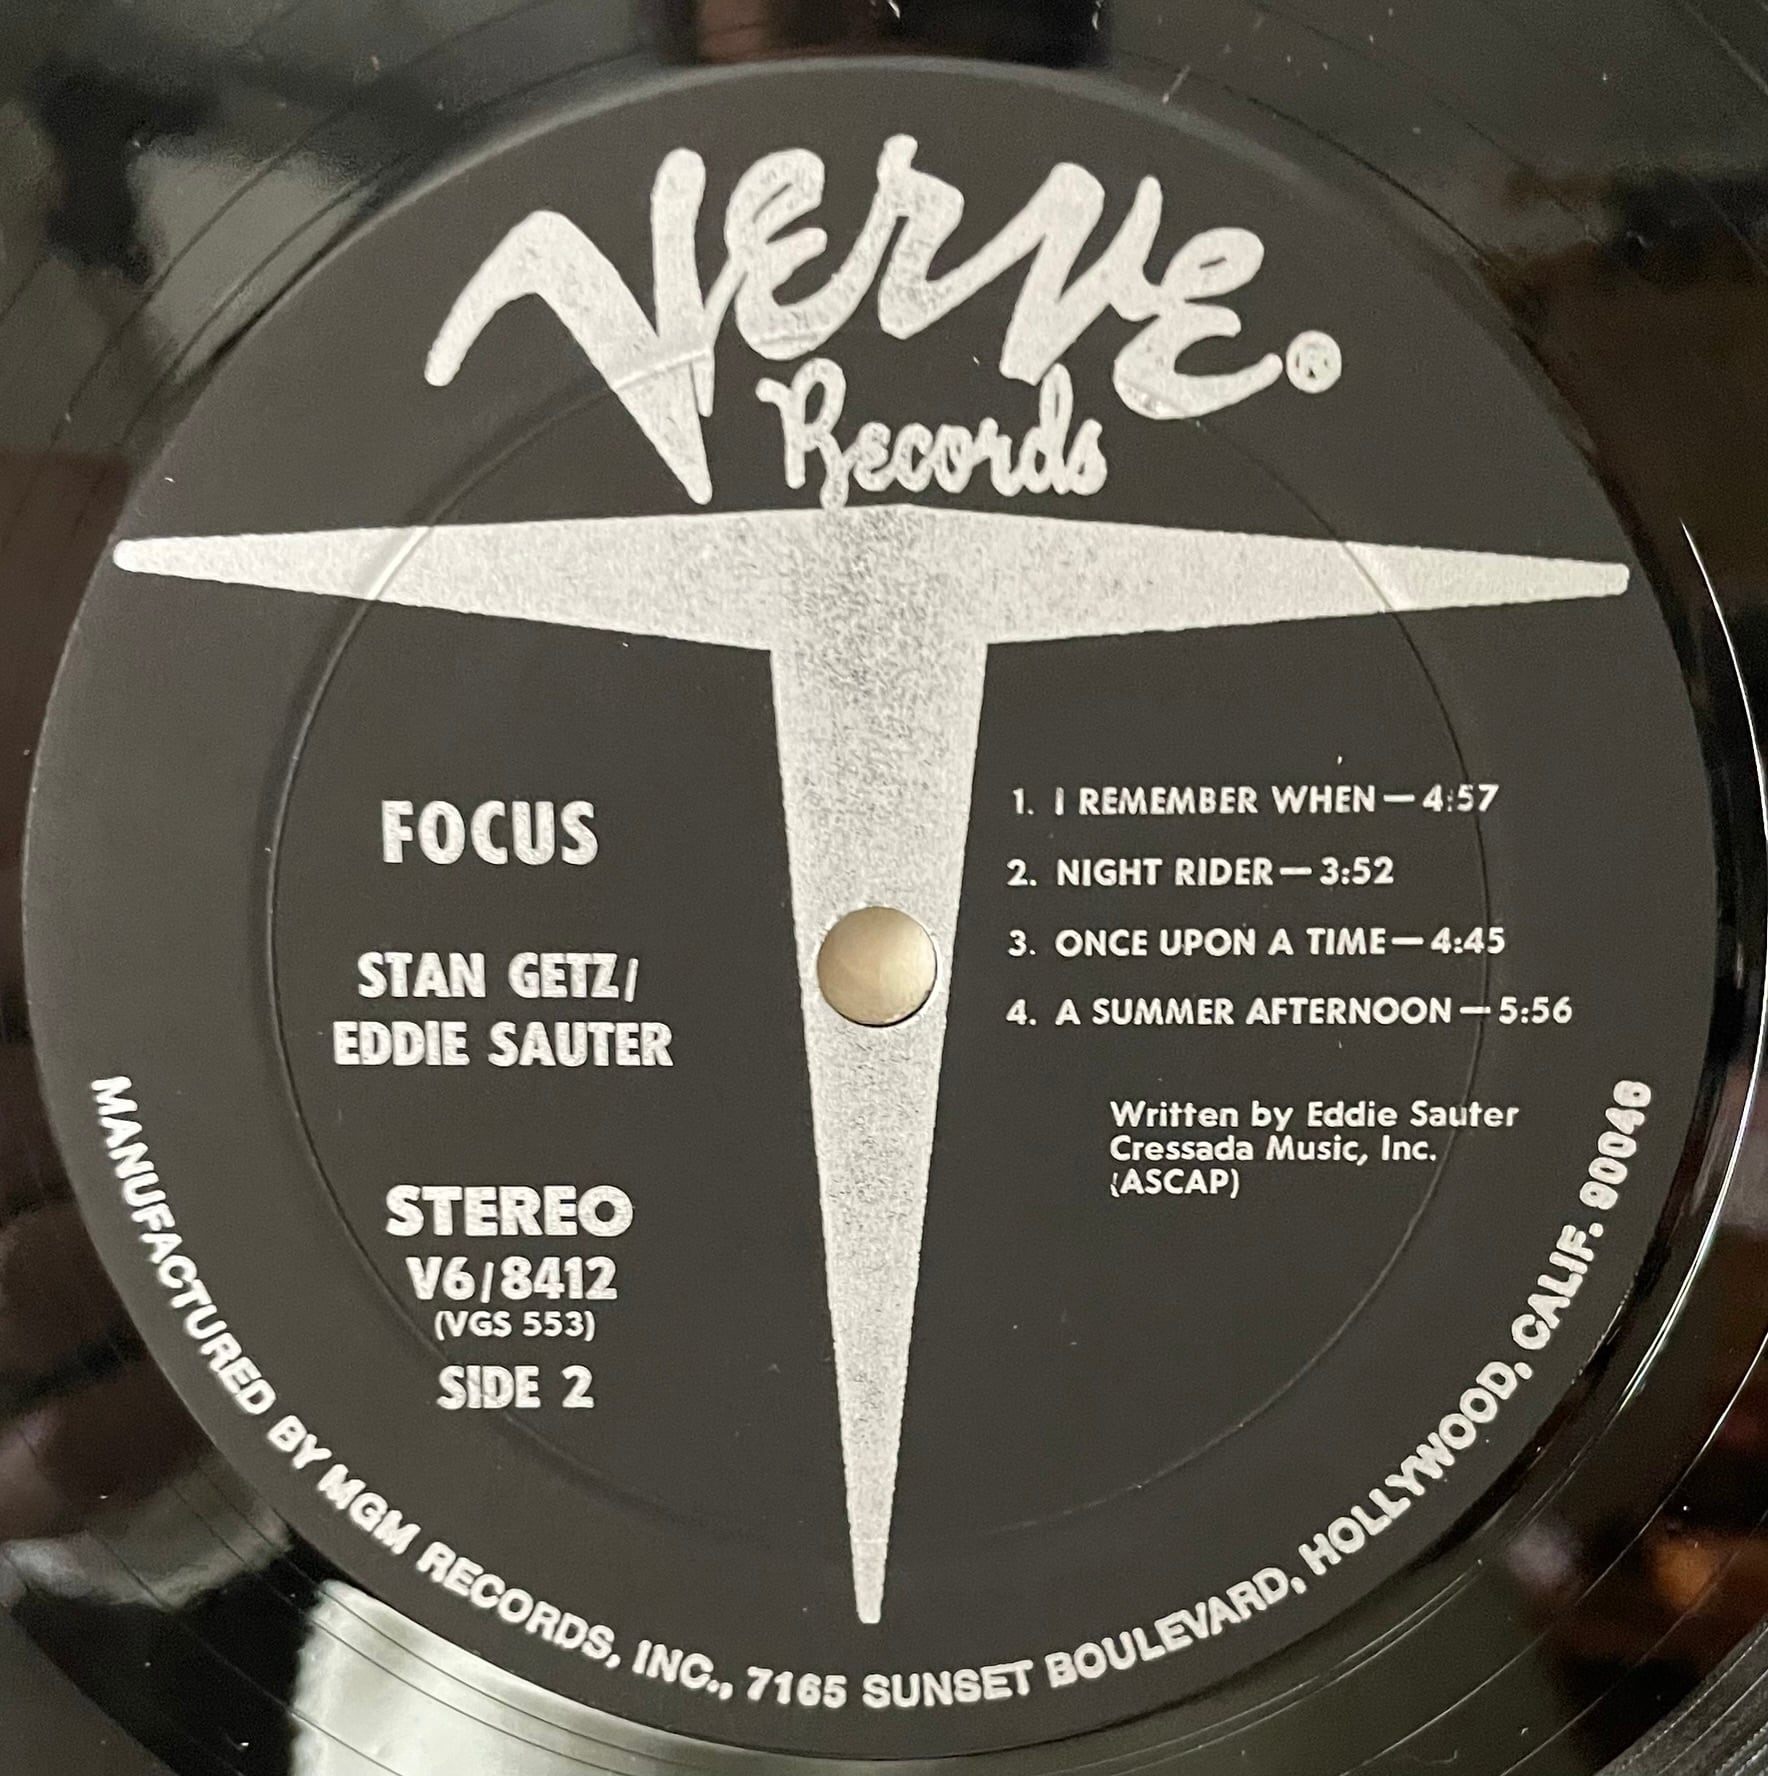 Verve®
Records
FOCUS
STAN GETZ/
EDDIE SAUTER
STEREO
V6/8412
(VGS 553)
SIDE 2
1. I REMEMBER WHEN—4:57
2. NIGHT RIDER—3:52
3. ONCE UPON A TIME—4:45
4. A SUMMER AFTERNOON—5:56
Written by Eddie Sauter
Cressada Music, Inc.
(ASCAP)
MANUFACTURED BY MGM RECORDS, INC., 7165 SUNSET BOULEVARD, HOLLYWOOD, CALIF. 90046